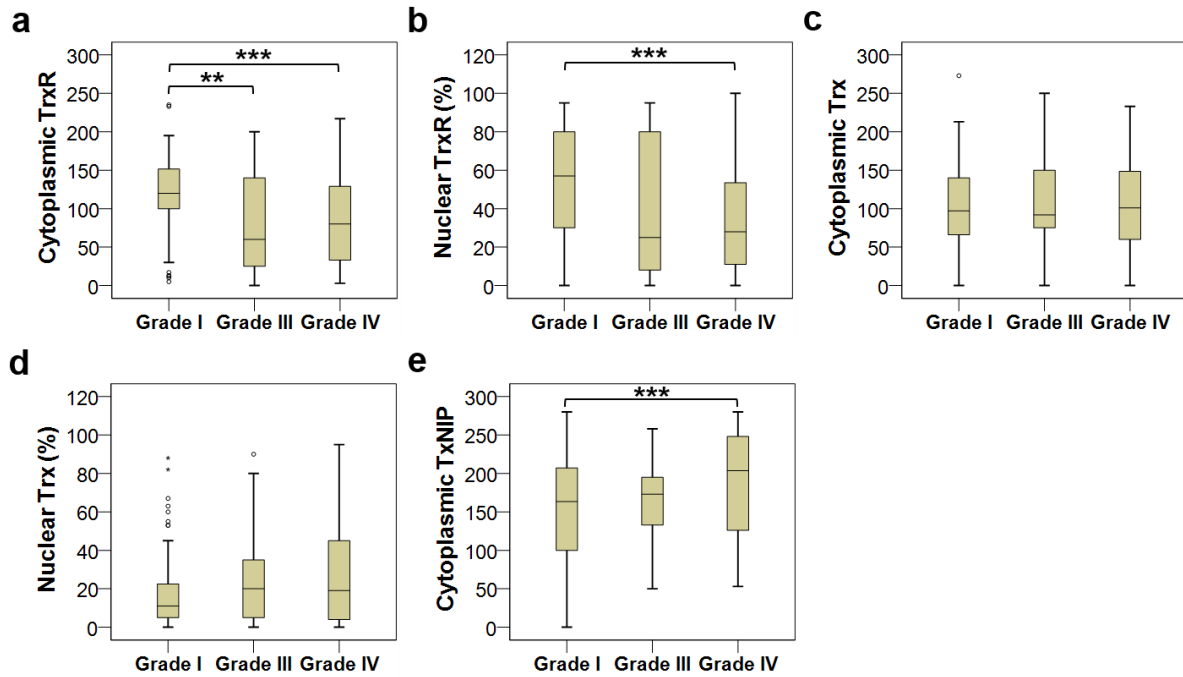 a
Cytoplasmic TrxR
300
250
200
150
100
50
0
**
***
Grade I Grade III Grade IV
b
Nuclear TrxR (%)
120
100
80
60
40
20
0
***
Grade I Grade III Grade IV
c
Cytoplasmic Trx
300
250
200
150
100
50
0
Grade I Grade III Grade IV
d
Nuclear Trx (%)
120
100
80
60
40
20
0
Grade I Grade III Grade IV
e
Cytoplasmic TxNIP
300
250
200
150
100
50
0
***
Grade I Grade III Grade IV